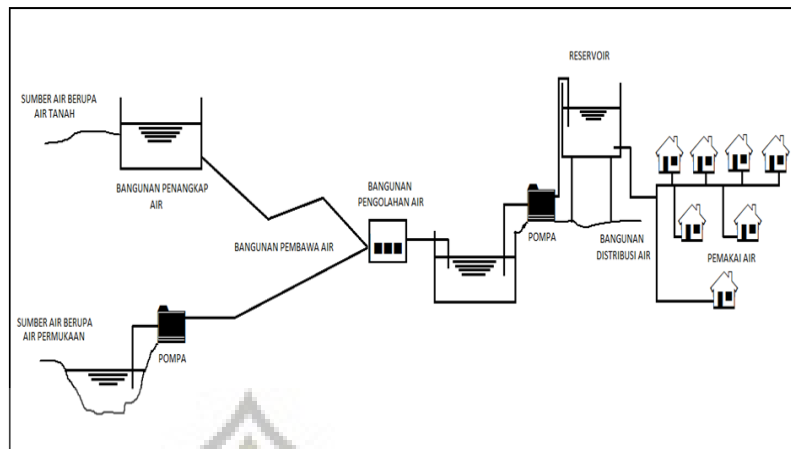 RESERVOIR
SUMBER AIR BERUPA
AIR TANAH
BANGUNAN PENANGKAP
AIR
BANGUNAN
PENGOLAHAN AIR
BANGUNAN PEMBAWA AIR
POMPA
BANGUNAN
DISTRIBUSI AIR
PEMAKAI AIR
SUMBER AIR BERUPA
AIR PERMUKAAN
POMPA